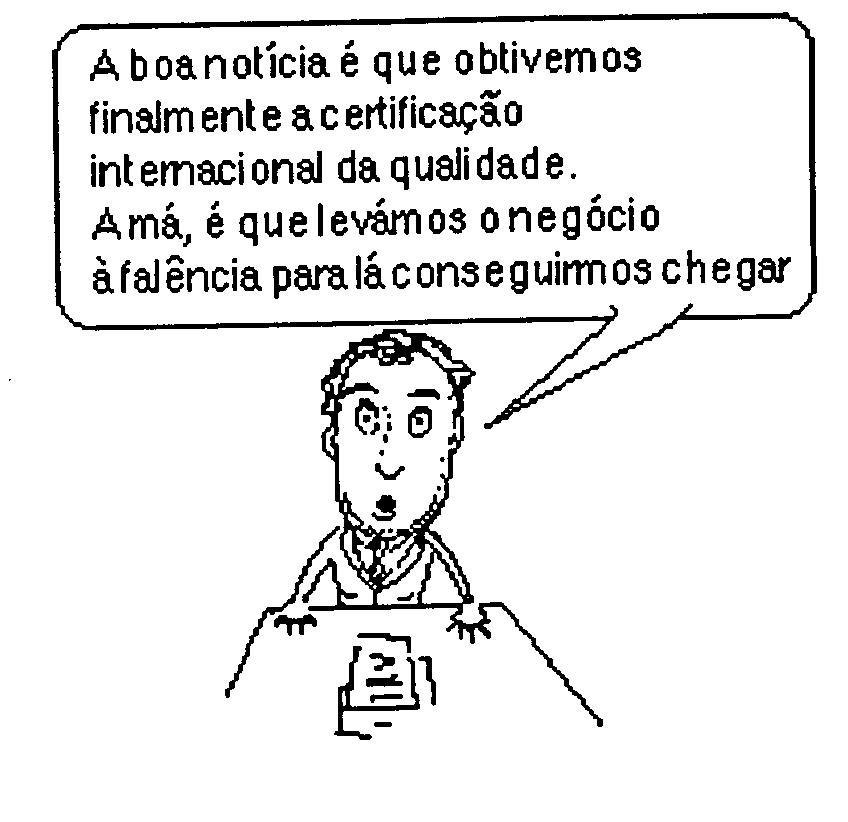 A boa notícia é que obtivemos
finalmente a certificação
internacional da qualidade.
A má, é que levámos o negócio
à falência para lá conseguirmos chegar